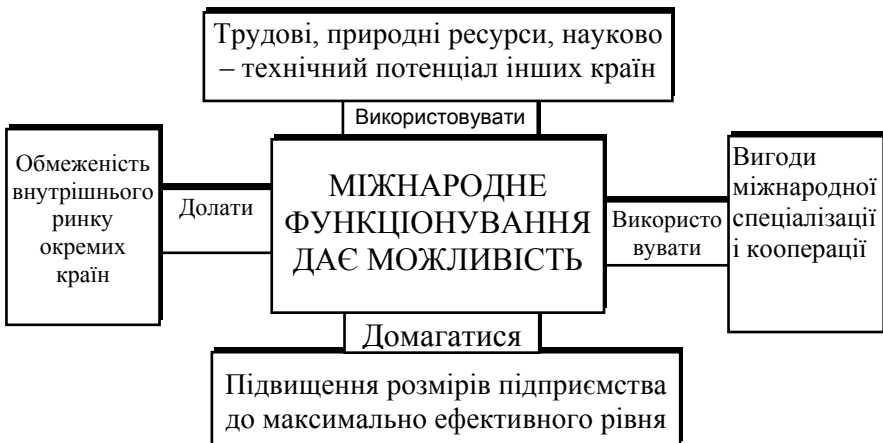 Трудові, природні ресурси, науково
– технічний потенціал інших країн
Використовувати
Обмеженість
внутрішнього
ринку
окремих
країн
Долати
МІЖНАРОДНЕ
ФУНКЦІОНУВАННЯ
ДАЄ МОЖЛИВІСТЬ
Використо
вувати
Вигоди
міжнародної
спеціалізації
і кооперації
Домагатися
Підвищення розмірів підприємства
до максимально ефективного рівня